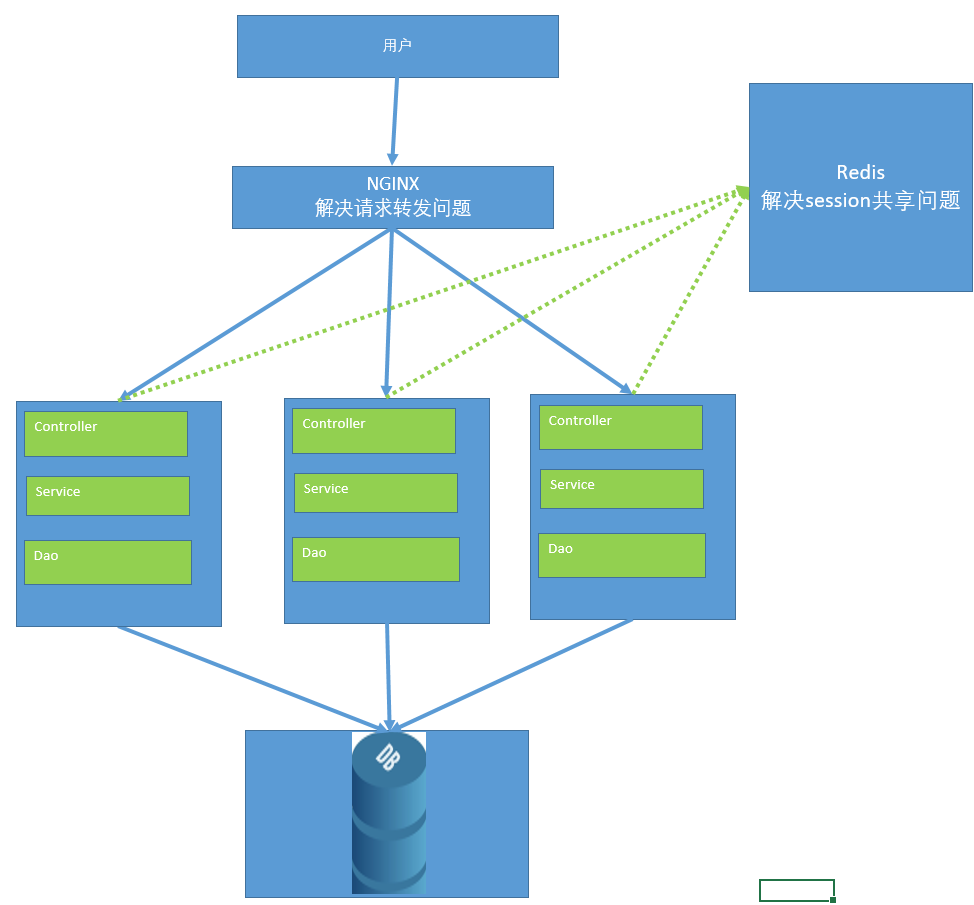 用户
NGINX
解决请求转发问题
Redis
解决session共享问题
Controller
Service
Dao
Controller
Service
Dao
Controller
Service
Dao